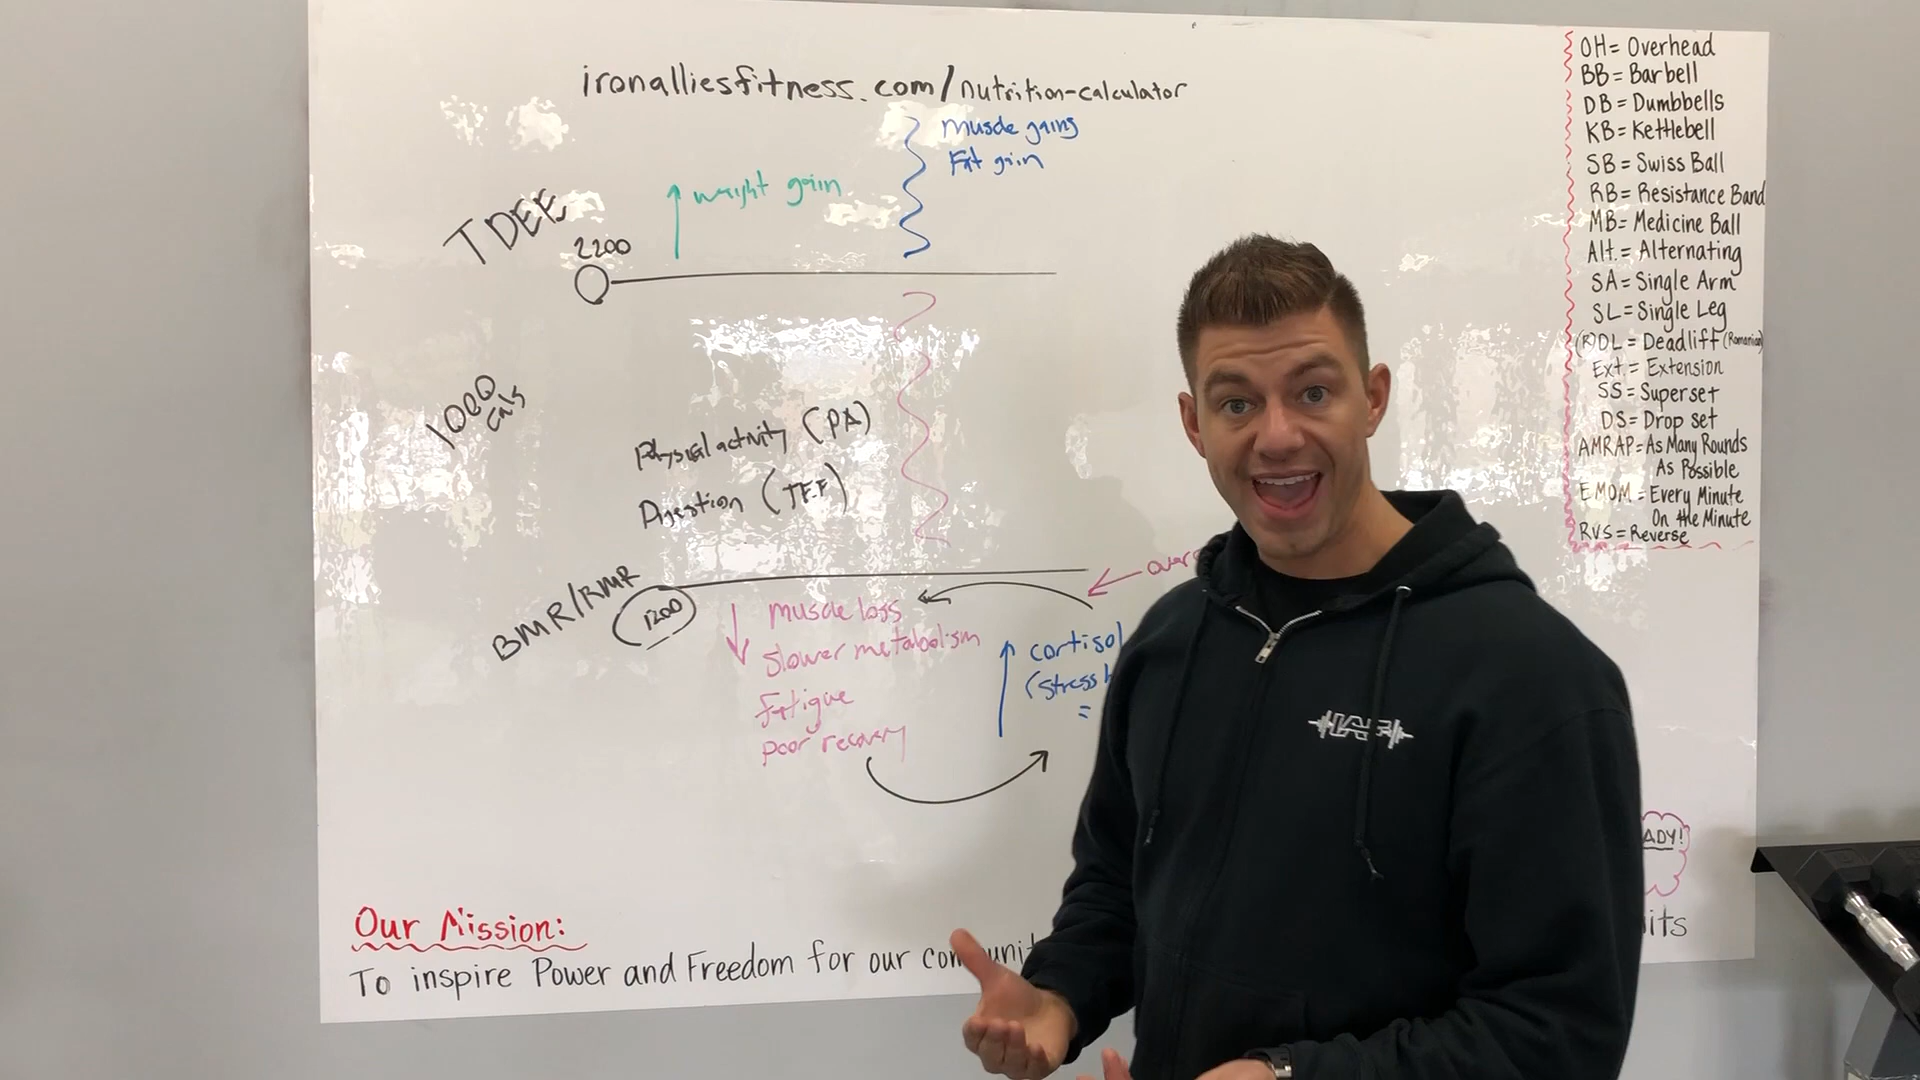 ironalliesfitness.com/nutrition-calculator
muscle gains
Fat gain
weight gain
TDEE
2200
1000
cals
Physical activity (PA)
Digestion (TEF)
BMR/RMR
1200
muscle loss
slower metabolism
fatigue
poor recovery
cortisol
(stress
=
Our Mission:
To inspire Power and Freedom for our communi
OH= Overhead
BB= Barbell
DB= Dumbbells
KB= Kettlebell
SB= Swiss Ball
RB= Resistance Band
MB= Medicine Ball
Alt.= Alternating
SA= Single Arm
SL= Single Leg
(R)DL= Deadlift (Romanian)
Ext.= Extension
SS= Superset
DS= Drop set
AMRAP=As Many Rounds
As Possible
EMOM= Every Minute
On the Minute
RVS= Reverse
ADY!
its